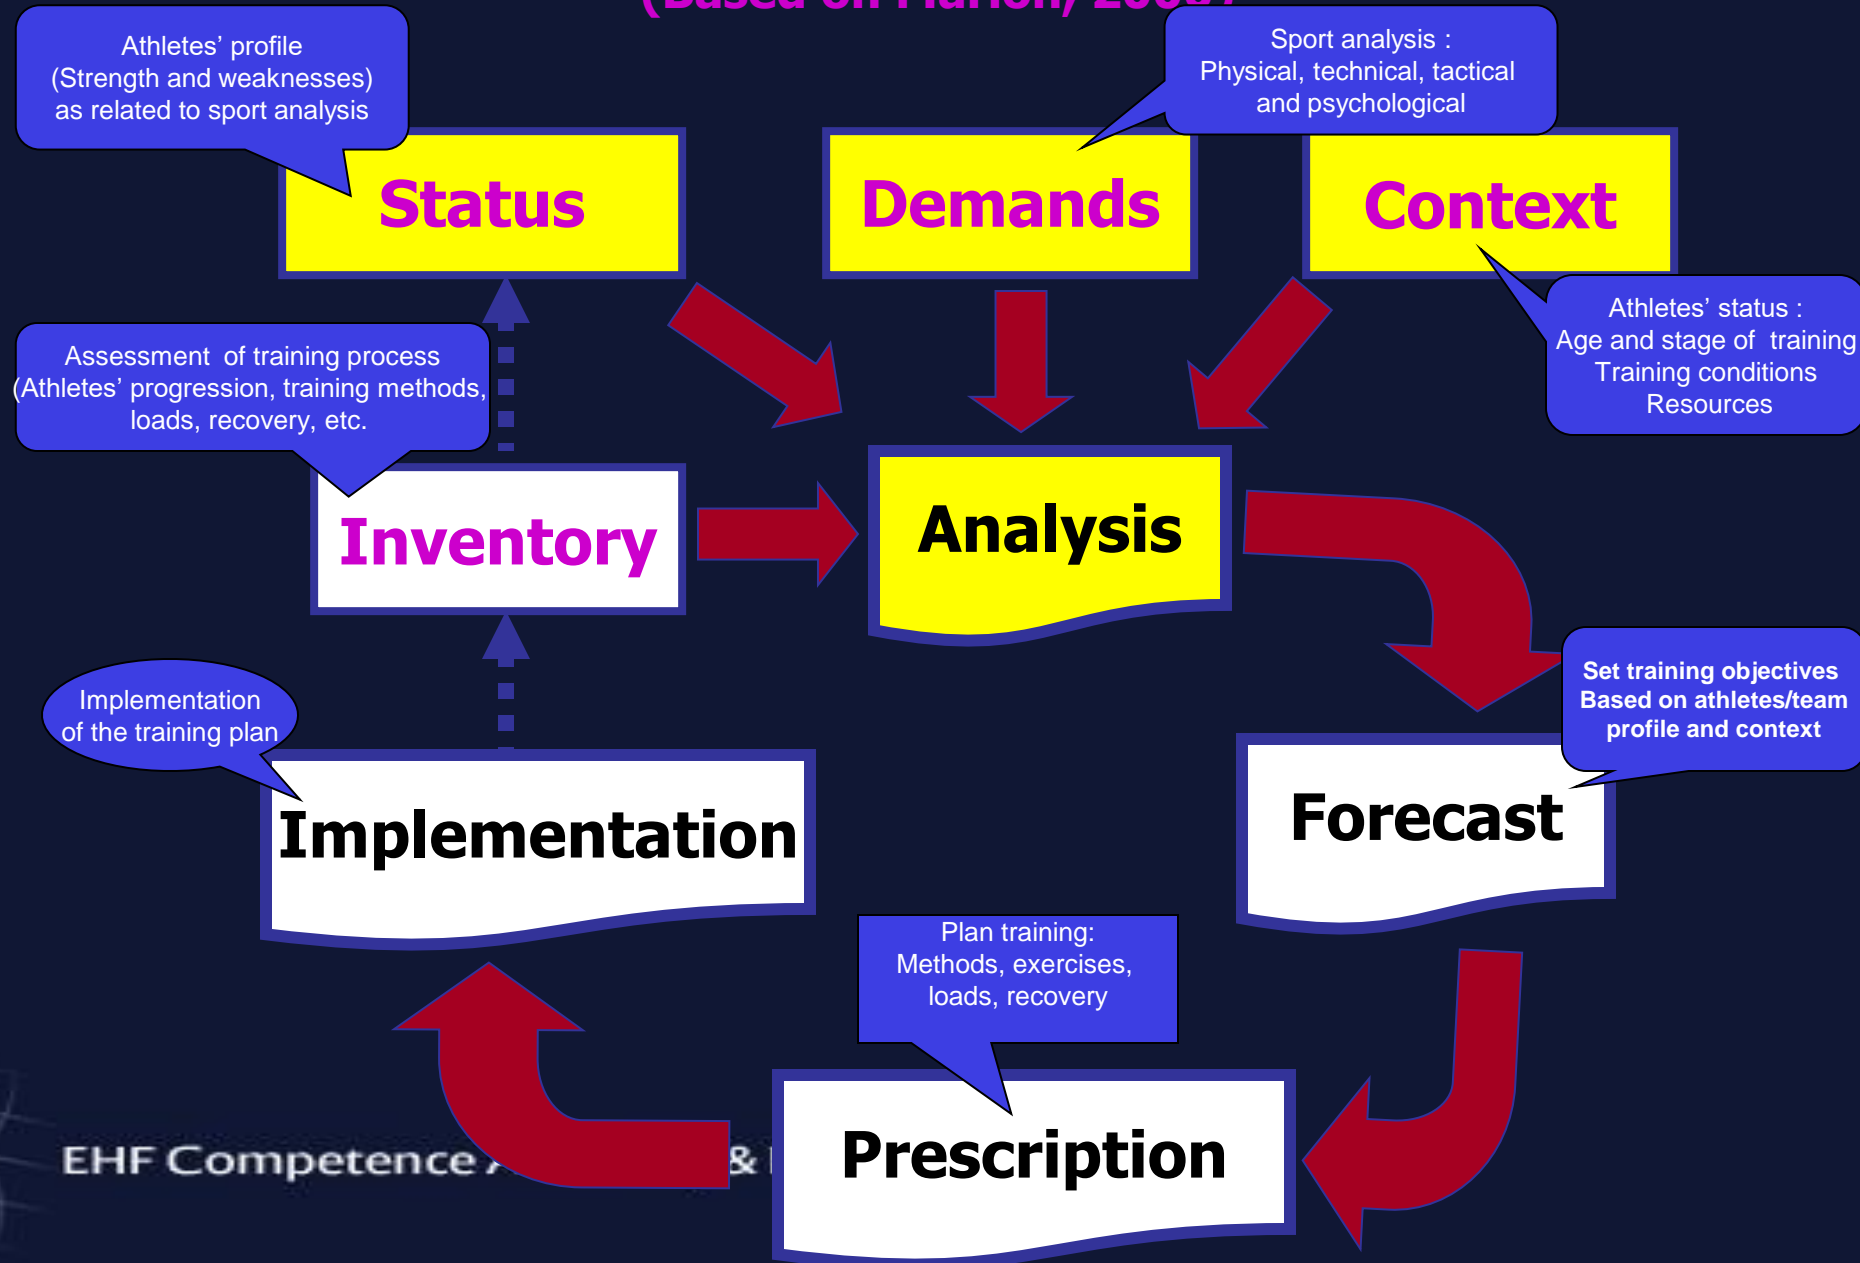 (Based on Marion,
Athletes’ profile
(Strength and weaknesses)
as related to sport analysis
Sport analysis :
Physical, technical, tactical
and psychological
Status
Demands
Context
Athletes’ status :
Age and stage of training
Training conditions
Resources
Assessment of training process
(Athletes’ progression, training methods,
loads, recovery, etc.
Inventory
Analysis
Set training objectives
Based on athletes/team
profile and context
Implementation
of the training plan
Implementation
Forecast
Plan training:
Methods, exercises,
loads, recovery
Prescription
EHF Competence &